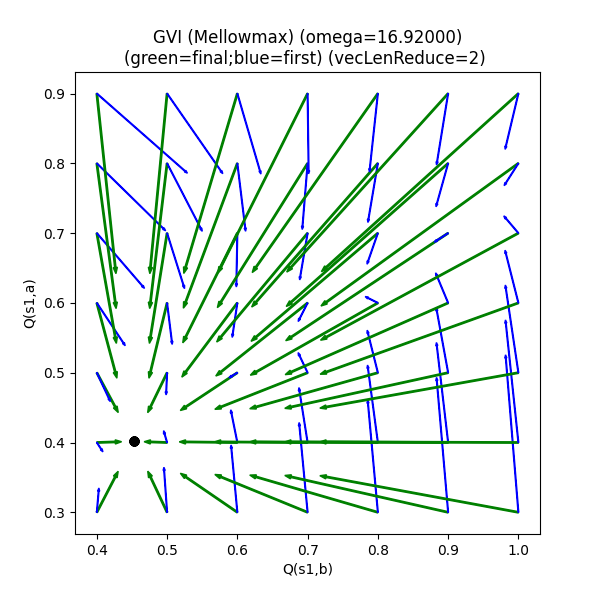 GVI (Mellowmax) (omega=16.92000)
(green=final;blue=first) (vecLenReduce=2)
0.9
0.8
0.7
0.6
0.5
0.4
0.3
Q(s1,a)
0.4 0.5 0.6 0.7 0.8 0.9 1.0
Q(s1,b)